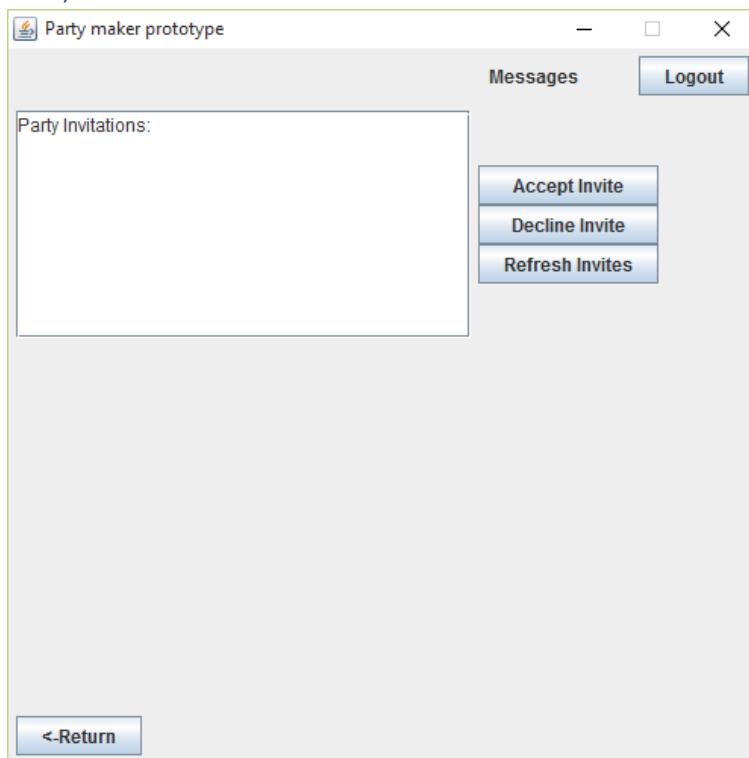 Party maker prototype
Messages
Logout
Party Invitations:
Accept Invite
Decline Invite
Refresh Invites
<-Return